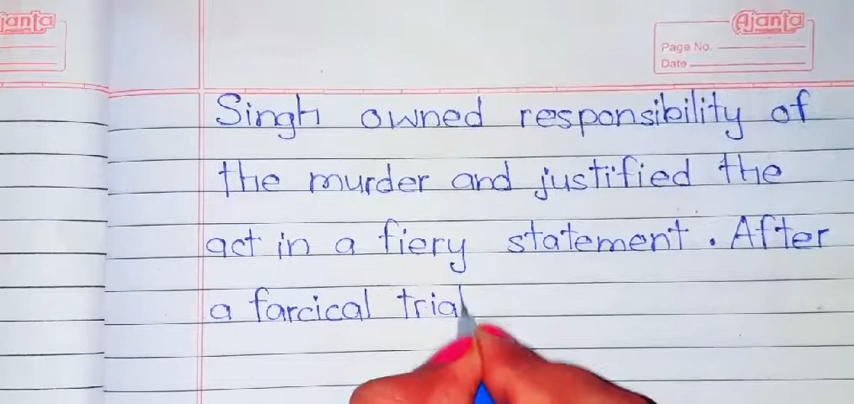 janta
Ajanta
Page No.
Date
Singh owned responsibility of
the murder and justified the
act in a fiery statement. After
a farcical trial